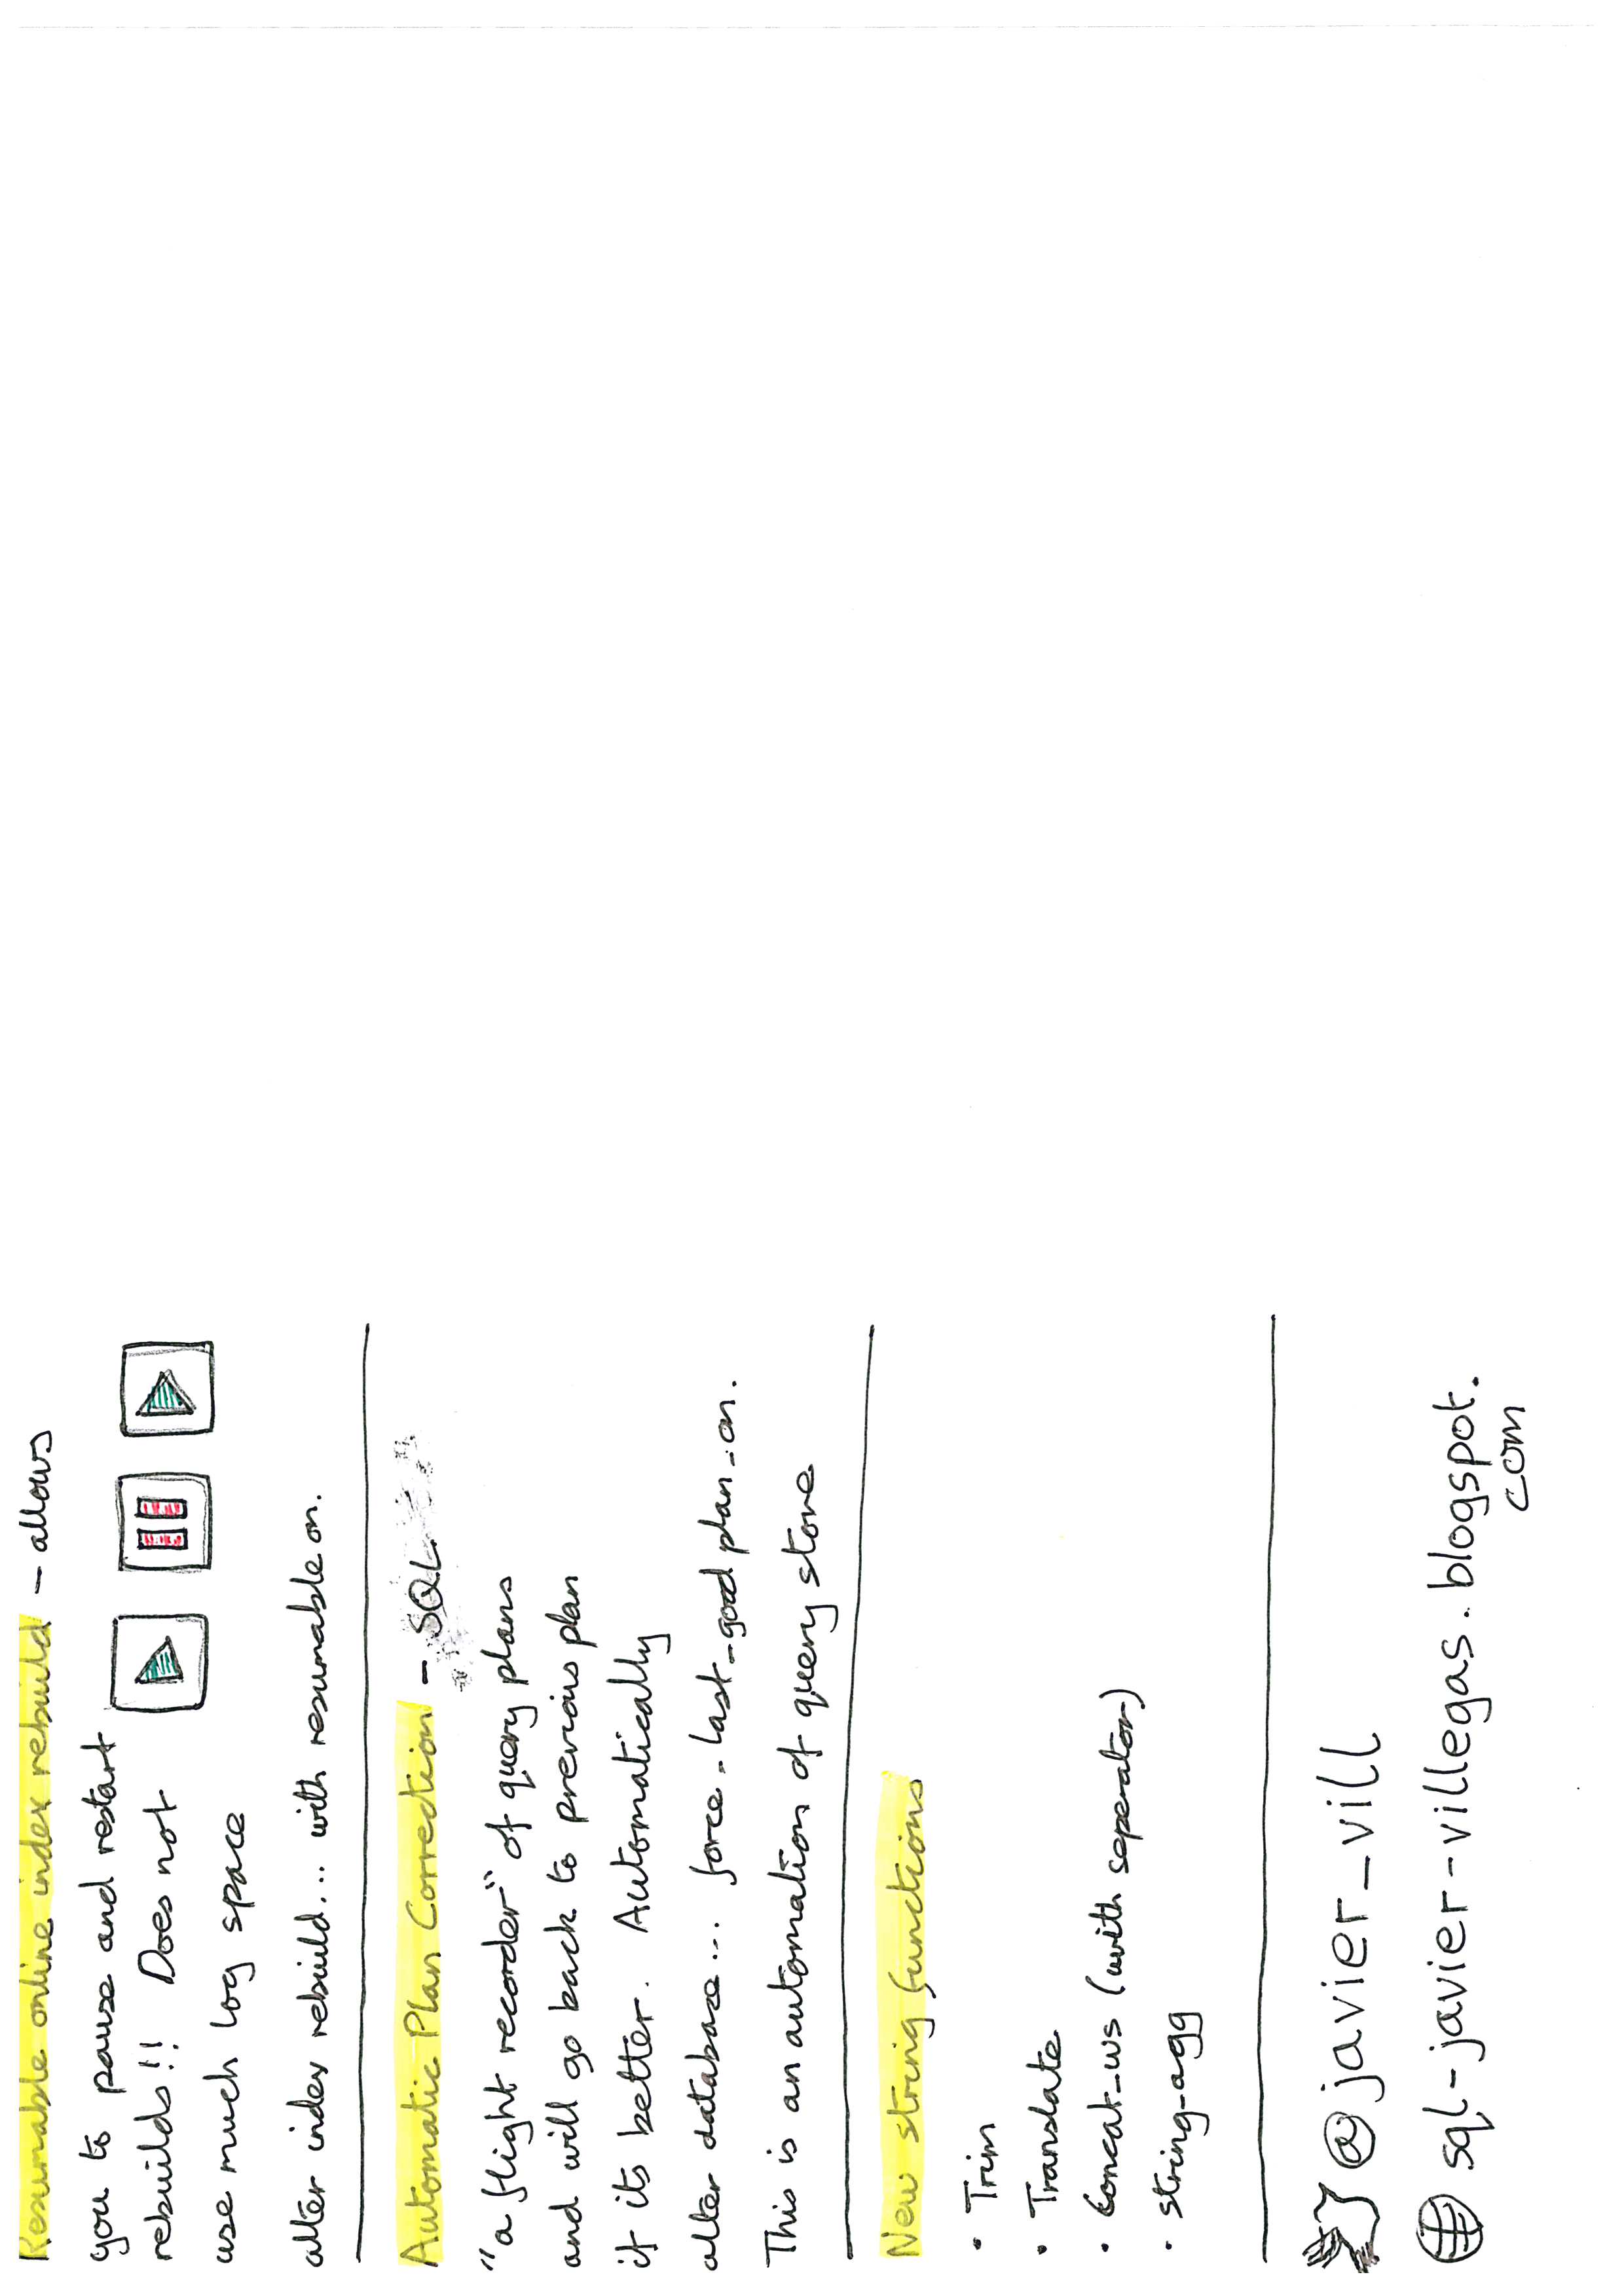 Resumable online index rebuild - allows
you to pause and restart
rebuilds!! Does not
use much log space
alter index rebuild... with resumable on.
Automatic Plan Correction - SQL
"a flight recorder" of query plans
and will go back to previous plan
if its better. Automatically
alter database... force_last_good plan_on.
This is an automation of query store
New string functions
• Trim
• Translate
• Concat_ws (with seperator)
• string_agg
@javier_vill
sql-javier-villegas.blogspot.
com